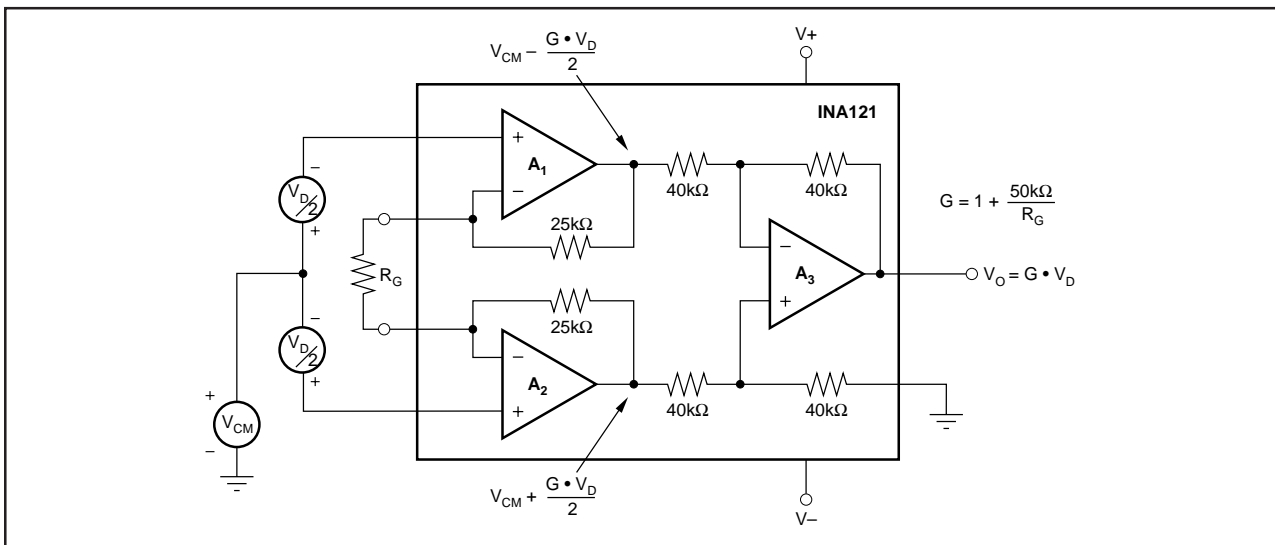 V_CM – G • V_D / 2
V+
INA121
+
A_1
–
40kΩ
40kΩ
G = 1 + 50kΩ / R_G
–
V_D/2
+
25kΩ
R_G
–
A_3
+
V_O = G • V_D
–
V_D/2
+
25kΩ
–
A_2
+
40kΩ
40kΩ
+
V_CM
–
V_CM + G • V_D / 2
V–